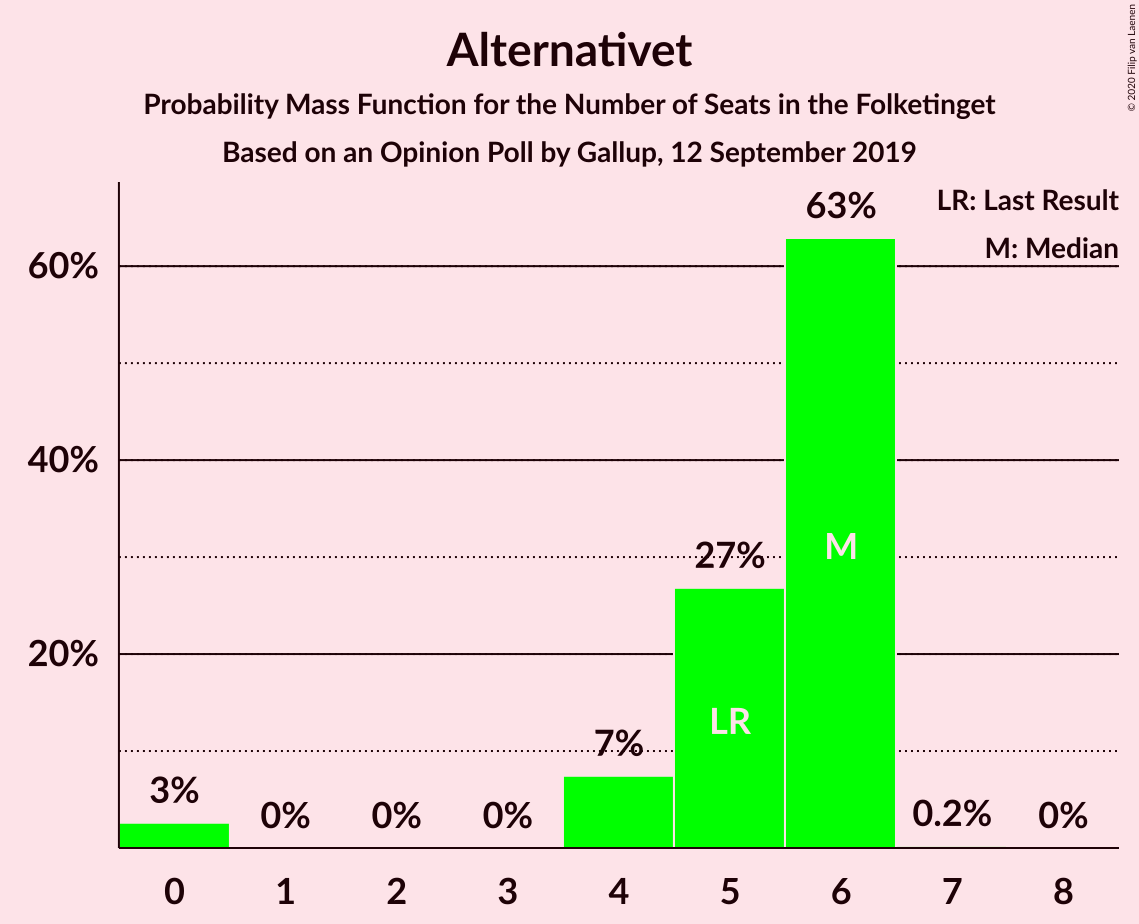 Alternativet
Probability Mass Function for the Number of Seats in the Folketinget
Based on an Opinion Poll by Gallup, 12 September 2019
© 2020 Filip van Laenen
LR: Last Result
M: Median
63%
60%
40%
27%
M
20%
LR
7%
3%
0%
0%
0%
0.2%
0%
0 1 2 3 4 5 6 7 8